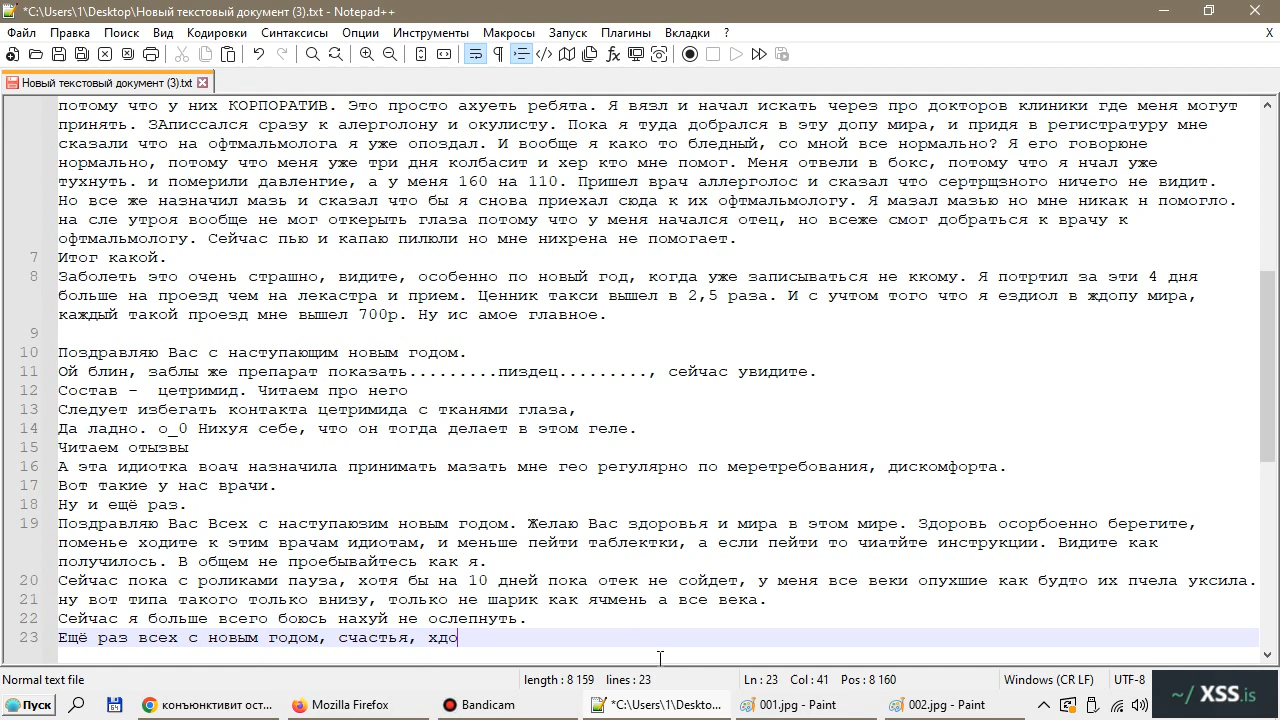 *C:\Users\1\Desktop\Новый текстовый документ (3).txt - Notepad++
Файл Правка Поиск Вид Кодировки Синтаксисы Опции Инструменты Макросы Запуск Плагины Вкладки ? X
Новый текстовый документ (3).txt
потому что у них КОРПОРАТИВ. Это просто ахуеть ребята. Я вязл и начал искать через про докторов клиники где меня могут
принять. ЗАписсался сразу к алерголону и окулисту. Пока я туда добрался в эту допу мира, и придя в регистратуру мне
сказали что на офтмальмолога я уже опоздал. И вообще я како то бледный, со мной все нормально? Я его говорюне
нормально, потому что меня уже три дня колбасит и хер кто мне помог. Меня отвели в бокс, потому что я нчал уже
тухнуть. и померили давленгие, а у меня 160 на 110. Пришел врач аллерголос и сказал что сертрщзного ничего не видит.
Но все же назначил мазь и сказал что бы я снова приехал сюда к их офтмальмологу. Я мазал мазью но мне никак н помогло.
на сле утроя вообще не мог откерыть глаза потому что у меня начался отец, но всеже смог добраться к врачу к
офтмальмологу. Сейчас пью и капаю пилюли но мне нихрена не помогает.
7 Итог какой.
8 Заболеть это очень страшно, видите, особенно по новый год, когда уже записываться не ккому. Я потртил за эти 4 дня
больше на проезд чем на лекастра и прием. Ценник такси вышел в 2,5 раза. И с учтом того что я ездиол в ждопу мира,
каждый такой проезд мне вышел 700р. Ну ис амое главное.
9
10 Поздравляю Вас с наступающим новым годом.
11 Ой блин, заблы же препарат показать.........пиздец........., сейчас увидите.
12 Состав -  цетримид. Читаем про него
13 Следует избегать контакта цетримида с тканями глаза,
14 Да ладно. о_0 Нихуя себе, что он тогда делает в этом геле.
15 Читаем отызвы
16 А эта идиотка воач назначила принимать мазать мне гео регулярно по меретребования, дискомфорта.
17 Вот такие у нас врачи.
18 Ну и ещё раз.
19 Поздравляю Вас Всех с наступаюзим новым годом. Желаю Вас здоровья и мира в этом мире. Здоровь осорбоенно берегите,
поменье ходите к этим врачам идиотам, и меньше пейти таблектки, а если пейти то чиатйте инструкции. Видите как
получилось. В общем не проебывайтесь как я.
20 Сейчас пока с роликами пауза, хотя бы на 10 дней пока отек не сойдет, у меня все веки опухшие как будто их пчела уксила.
21 ну вот типа такого только внизу, только не шарик как ячмень а все века.
22 Сейчас я больше всего боюсь нахуй не ослепнуть.
23 Ещё раз всех с новым годом, счастья, хдо
Normal text file length : 8 159 lines : 23 Ln : 23 Col : 41 Pos : 8 160 Windows (CR LF) UTF-8
Пуск конъюнктивит ост... Mozilla Firefox Bandicam *C:\Users\1\Deskto... 001.jpg - Paint 002.jpg - Paint ~/ XSS.is